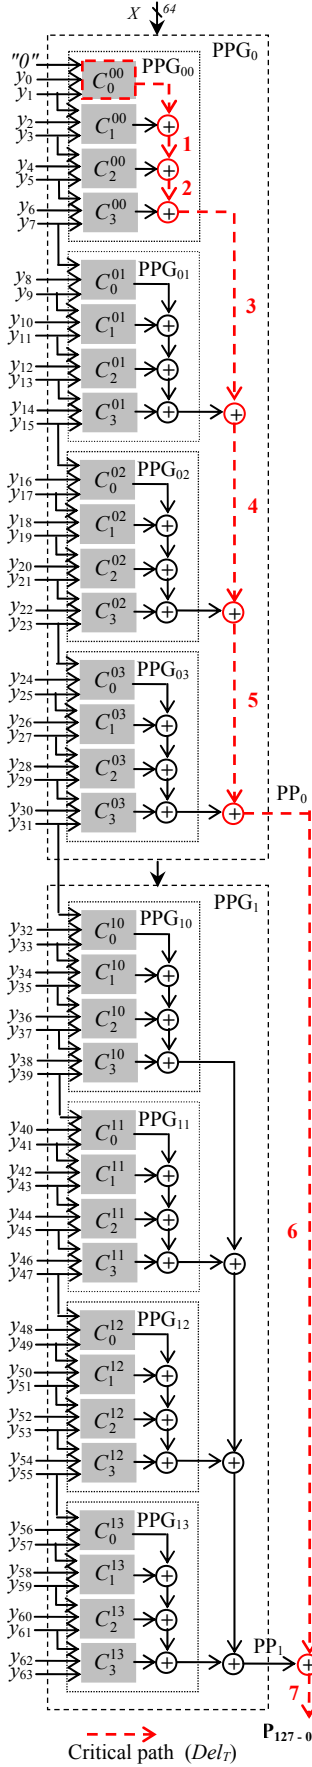 X 64
PPG0
"0"
y0 C0^00 PPG00
y1
y2 C1^00 + 1
y3
y4 C2^00 + 2
y5
y6 C3^00 +
y7
3
y8 C0^01 PPG01
y9
y10 C1^01 +
y11
y12 C2^01 +
y13
y14 C3^01 + +
y15
4
y16 C0^02 PPG02
y17
y18 C1^02 +
y19
y20 C2^02 +
y21
y22 C3^02 + +
y23
5
y24 C0^03 PPG03
y25
y26 C1^03 +
y27
y28 C2^03 +
y29
y30 C3^03 + + PP0
y31
PPG1
y32 C0^10 PPG10
y33
y34 C1^10 +
y35
y36 C2^10 +
y37
y38 C3^10 +
y39
y40 C0^11 PPG11
y41
y42 C1^11 +
y43
6
y44 C2^11 +
y45
y46 C3^11 + +
y47
y48 C0^12 PPG12
y49
y50 C1^12 +
y51
y52 C2^12 +
y53
y54 C3^12 + +
y55
y56 C0^13 PPG13
y57
y58 C1^13 +
y59
y60 C2^13 +
y61
y62 C3^13 + + PP1 +
y63
7
P127 - 0
Critical path (DelT)